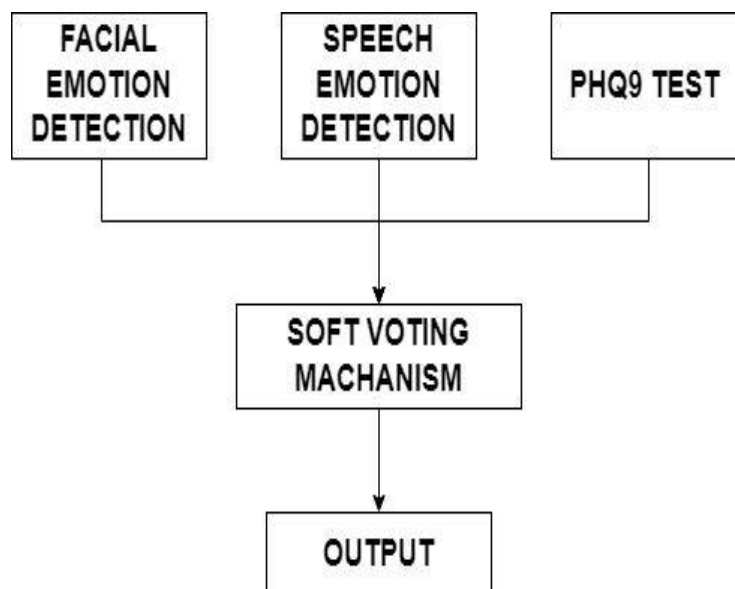 FACIAL
EMOTION
DETECTION
SPEECH
EMOTION
DETECTION
PHQ9 TEST
SOFT VOTING
MACHANISM
OUTPUT